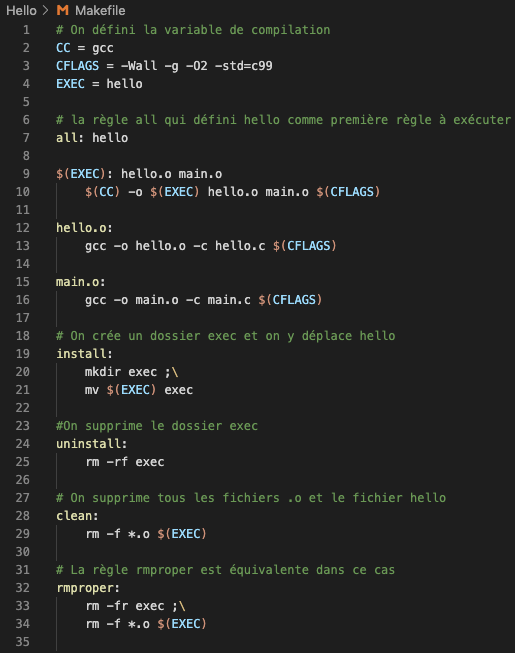 Hello > M Makefile
1 # On défini la variable de compilation
2 CC = gcc
3 CFLAGS = -Wall -g -O2 -std=c99
4 EXEC = hello
5
6 # la règle all qui défini hello comme première règle à exécuter
7 all: hello
8
9 $(EXEC): hello.o main.o
10 $(CC) -o $(EXEC) hello.o main.o $(CFLAGS)
11
12 hello.o:
13 gcc -o hello.o -c hello.c $(CFLAGS)
14
15 main.o:
16 gcc -o main.o -c main.c $(CFLAGS)
17
18 # On crée un dossier exec et on y déplace hello
19 install:
20 mkdir exec ;\
21 mv $(EXEC) exec
22
23 #On supprime le dossier exec
24 uninstall:
25 rm -rf exec
26
27 # On supprime tous les fichiers .o et le fichier hello
28 clean:
29 rm -f *.o $(EXEC)
30
31 # La règle rmproper est équivalente dans ce cas
32 rmproper:
33 rm -fr exec ;\
34 rm -f *.o $(EXEC)
35